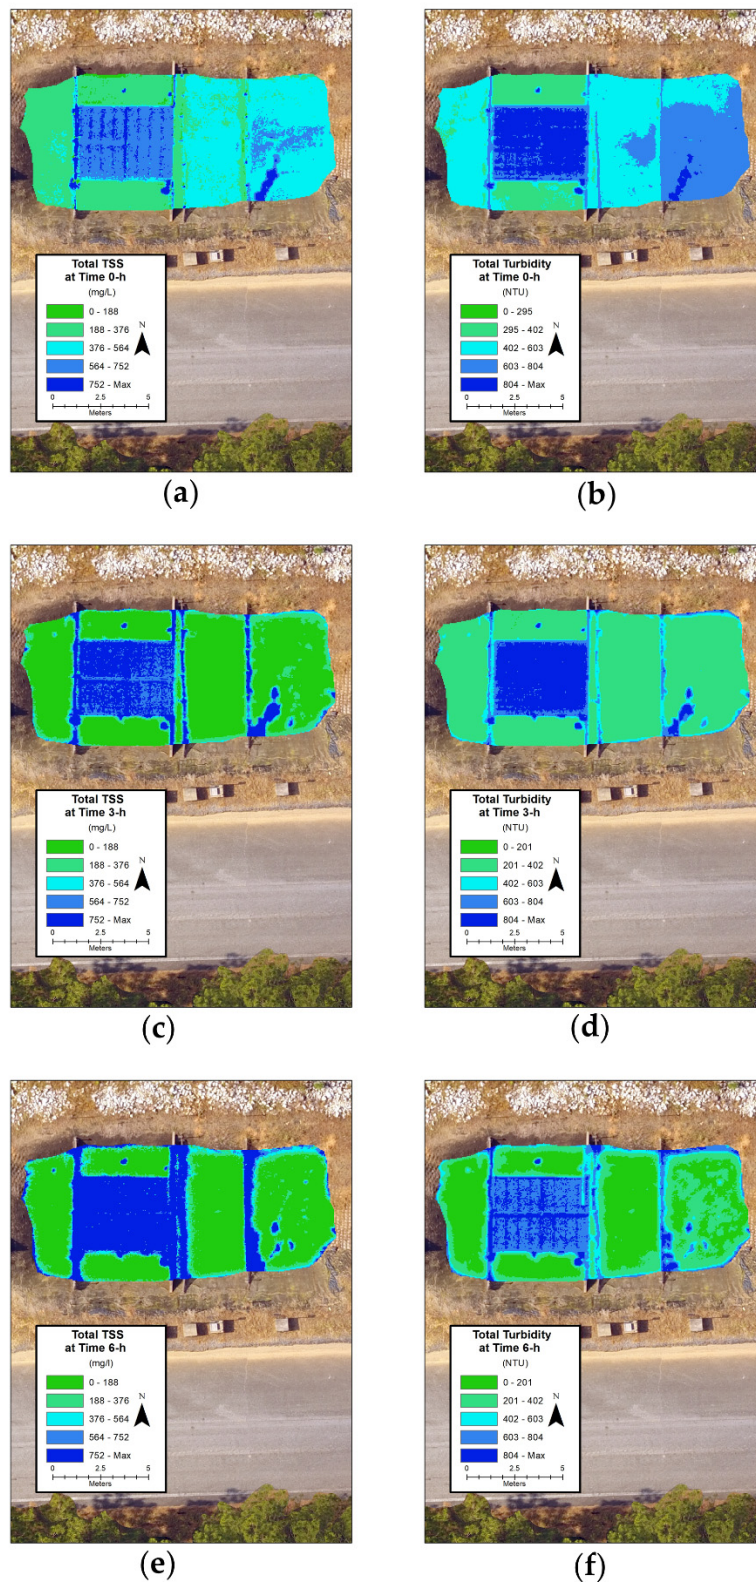 Total TSS
at Time 0-h
(mg/L)
0 - 188
188 - 376
376 - 564
564 - 752
752 - Max
N
0 2.5 5
Meters
(a)
Total Turbidity
at Time 0-h
(NTU)
0 - 295
295 - 402
402 - 603
603 - 804
804 - Max
N
0 2.5 5
Meters
(b)
Total TSS
at Time 3-h
(mg/L)
0 - 188
188 - 376
376 - 564
564 - 752
752 - Max
N
0 2.5 5
Meters
(c)
Total Turbidity
at Time 3-h
(NTU)
0 - 201
201 - 402
402 - 603
603 - 804
804 - Max
N
0 2.5 5
Meters
(d)
Total TSS
at Time 6-h
(mg/l)
0 - 188
188 - 376
376 - 564
564 - 752
752 - Max
N
0 2.5 5
Meters
(e)
Total Turbidity
at Time 6-h
(NTU)
0 - 201
201 - 402
402 - 603
603 - 804
804 - Max
N
0 2.5 5
Meters
(f)